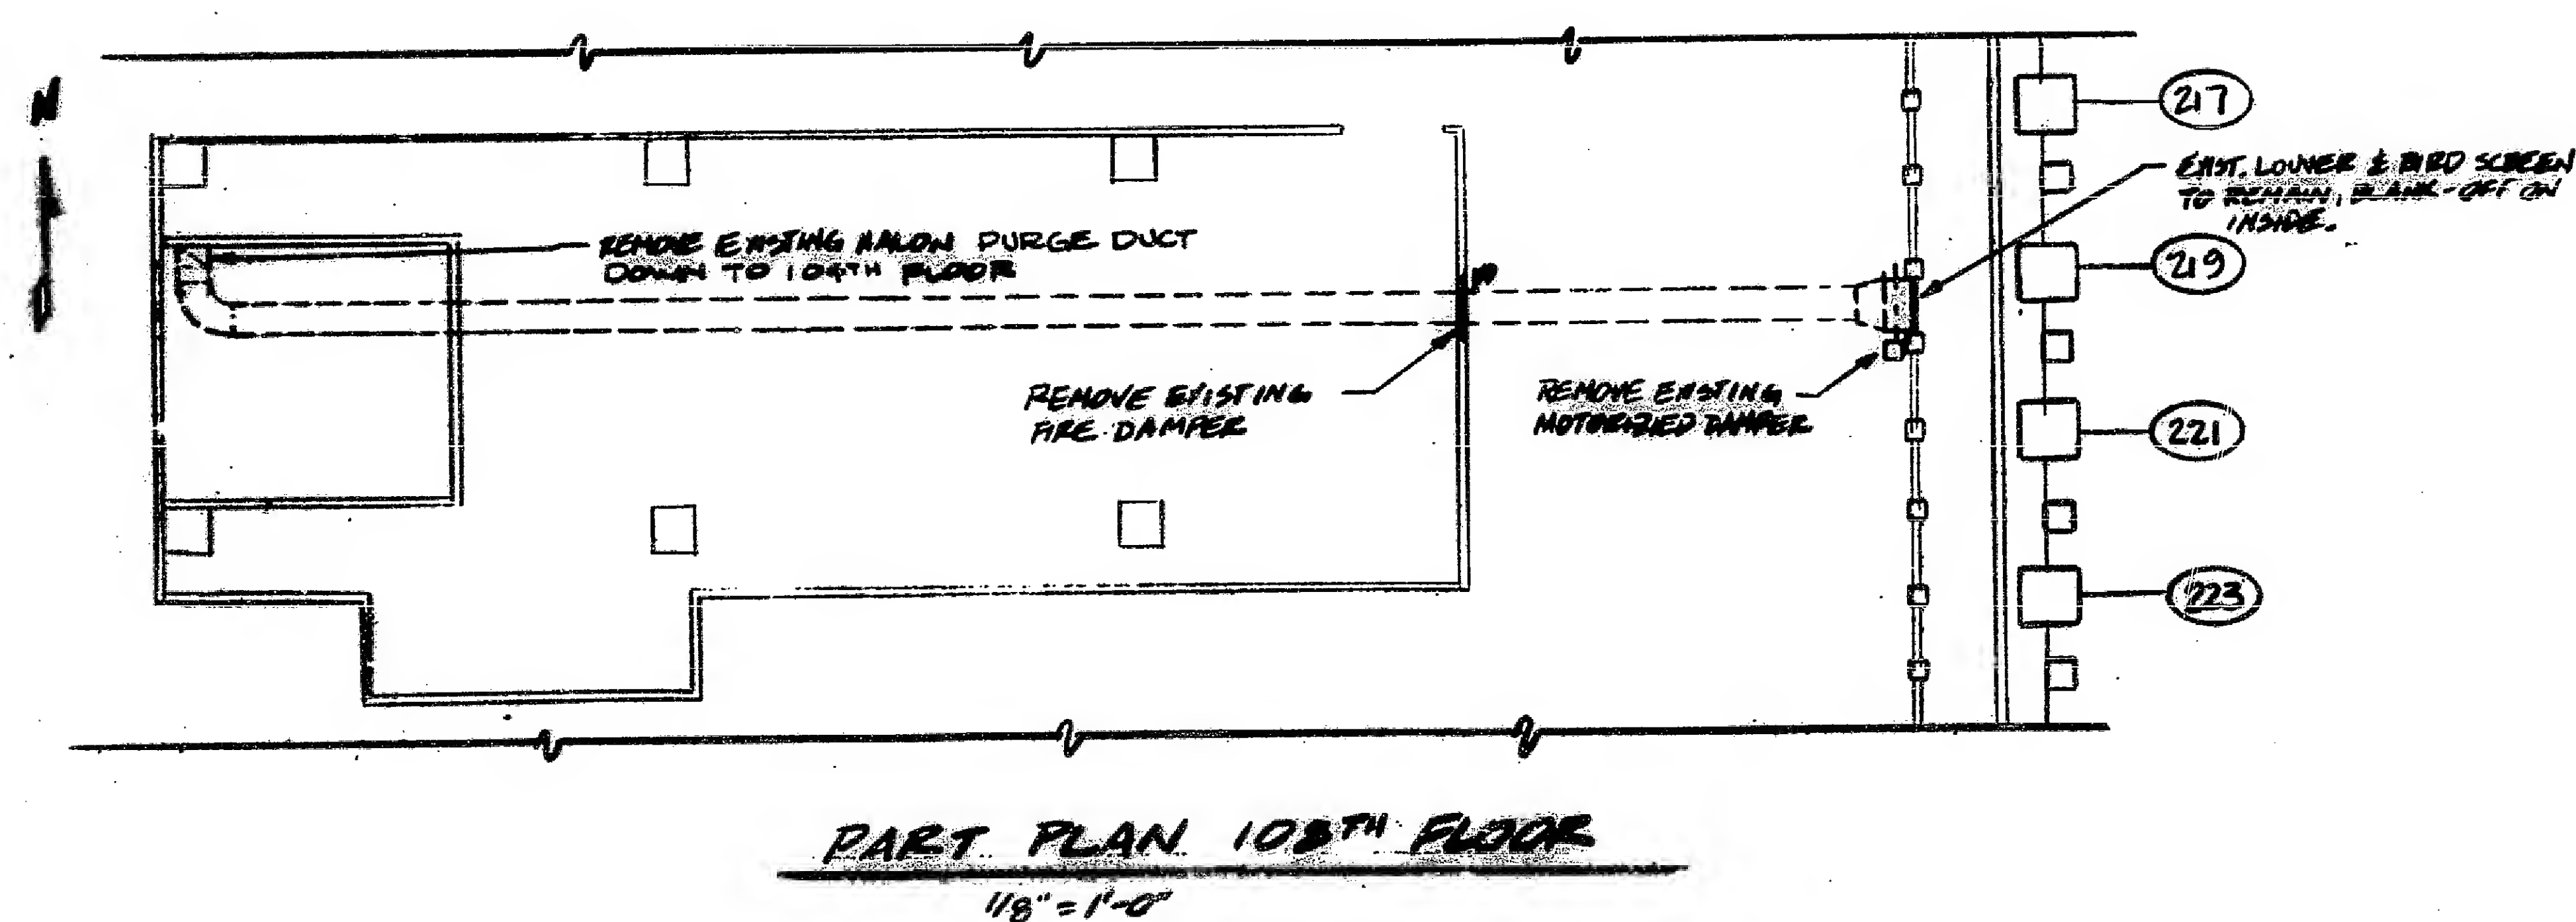 N
217
EXIST. LOUVER & BIRD SCREEN
TO REMAIN, BLANK-OFF ON
INSIDE.
REMOVE EXISTING HALON PURGE DUCT
DOWN TO 104TH FLOOR
219
REMOVE EXISTING
FIRE DAMPER
REMOVE EXISTING
MOTORIZED DAMPER
221
223
PART PLAN 108TH FLOOR
1/8" = 1'-0"